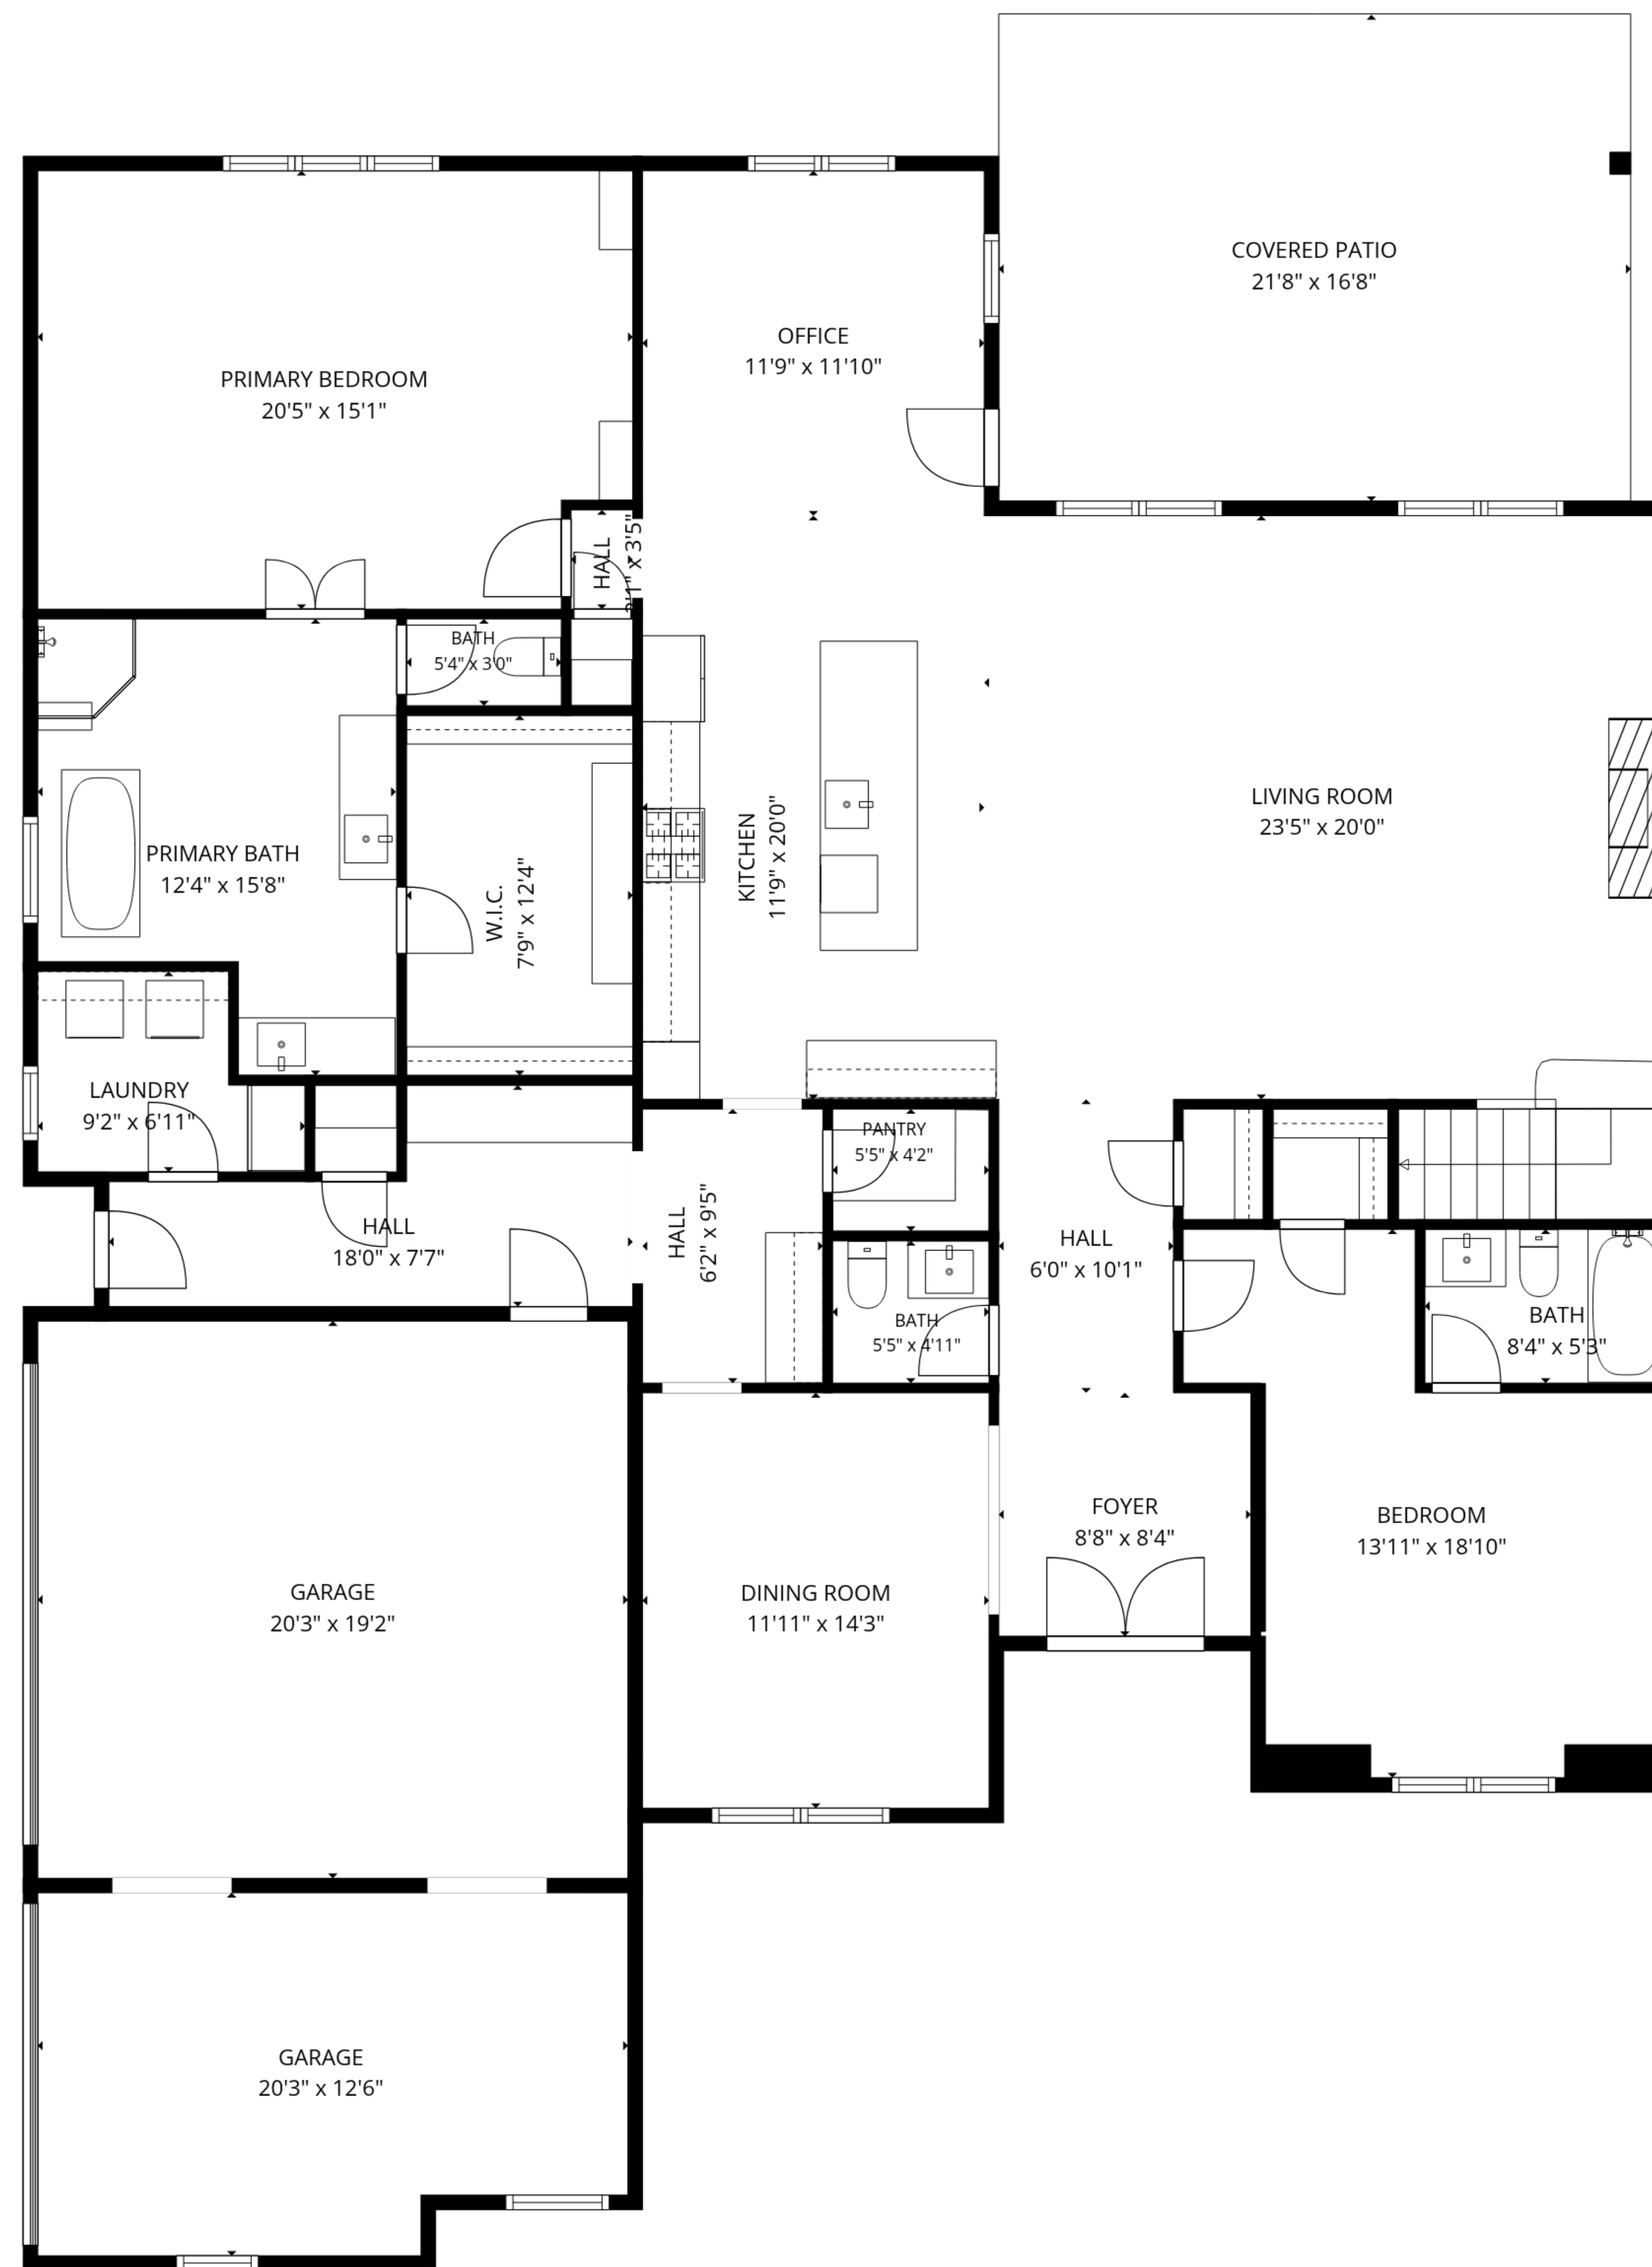 COVERED PATIO
21'8" x 16'8"
OFFICE
11'9" x 11'10"
PRIMARY BEDROOM
20'5" x 15'1"
HALL
x 3'5"
BATH
5'4" x 3'0"
PRIMARY BATH
12'4" x 15'8"
W.I.C.
7'9" x 12'4"
KITCHEN
11'9" x 20'0"
LIVING ROOM
23'5" x 20'0"
LAUNDRY
9'2" x 6'11"
PANTRY
5'5" x 4'2"
HALL
18'0" x 7'7"
HALL
6'2" x 9'5"
HALL
6'0" x 10'1"
BATH
5'5" x 4'11"
BATH
8'4" x 5'3"
FOYER
8'8" x 8'4"
BEDROOM
13'11" x 18'10"
GARAGE
20'3" x 19'2"
DINING ROOM
11'11" x 14'3"
GARAGE
20'3" x 12'6"